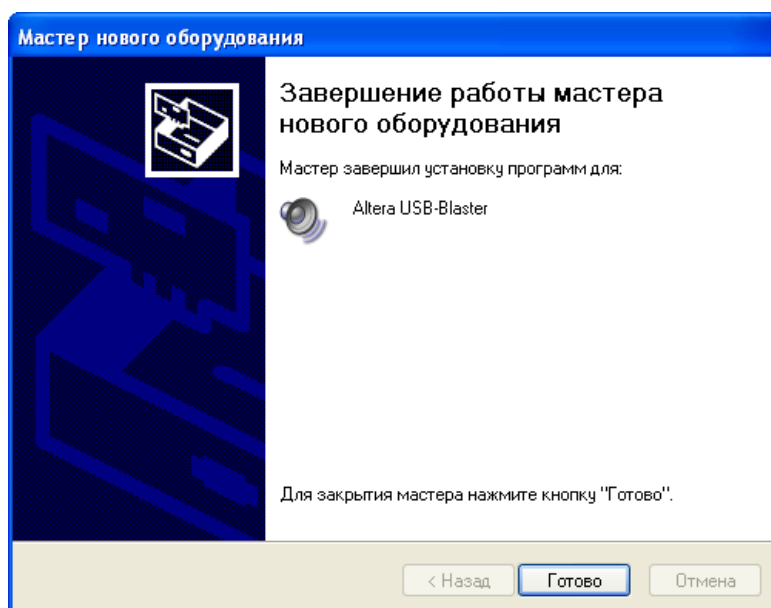 Мастер нового оборудования
Завершение работы мастера
нового оборудования
Мастер завершил установку программ для:
Altera USB-Blaster
Для закрытия мастера нажмите кнопку "Готово".
< Назад
Готово
Отмена